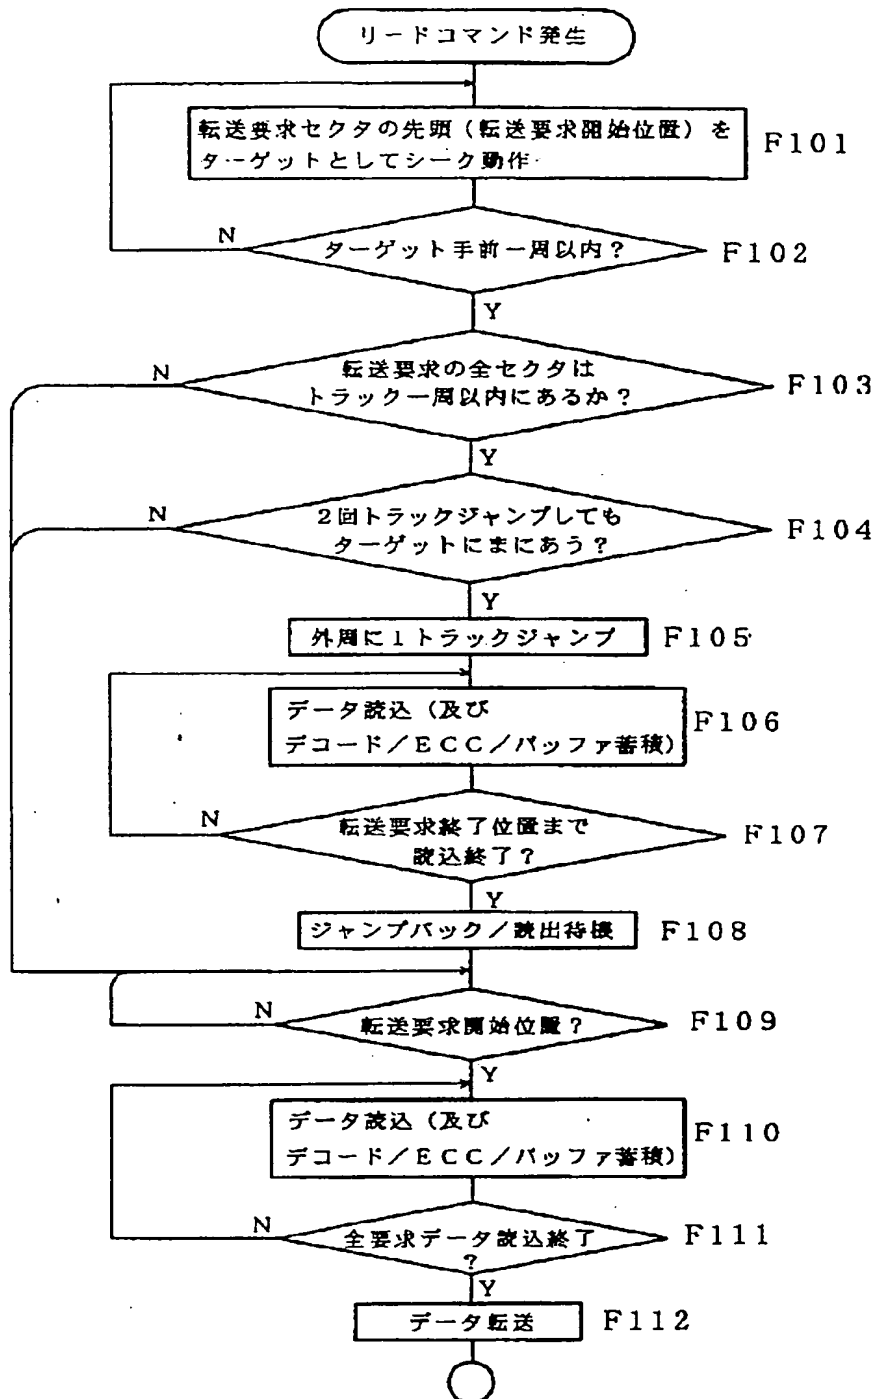 リードコマンド発生
転送要求セクタの先頭（転送要求開始位置）を
ターゲットとしてシーク動作
F101
ターゲット手前一周以内？
F102
N
Y
転送要求の全セクタは
トラック一周以内にあるか？
F103
N
Y
2回トラックジャンプしても
ターゲットにまにあう？
F104
N
Y
外周に1トラックジャンプ
F105
データ読込（及び
デコード／ECC／バッファ蓄積）
F106
転送要求終了位置まで
読込終了？
F107
N
Y
ジャンプバック／読出待機
F108
転送要求開始位置？
F109
N
Y
データ読込（及び
デコード／ECC／バッファ蓄積）
F110
全要求データ読込終了
？
F111
N
Y
データ転送
F112